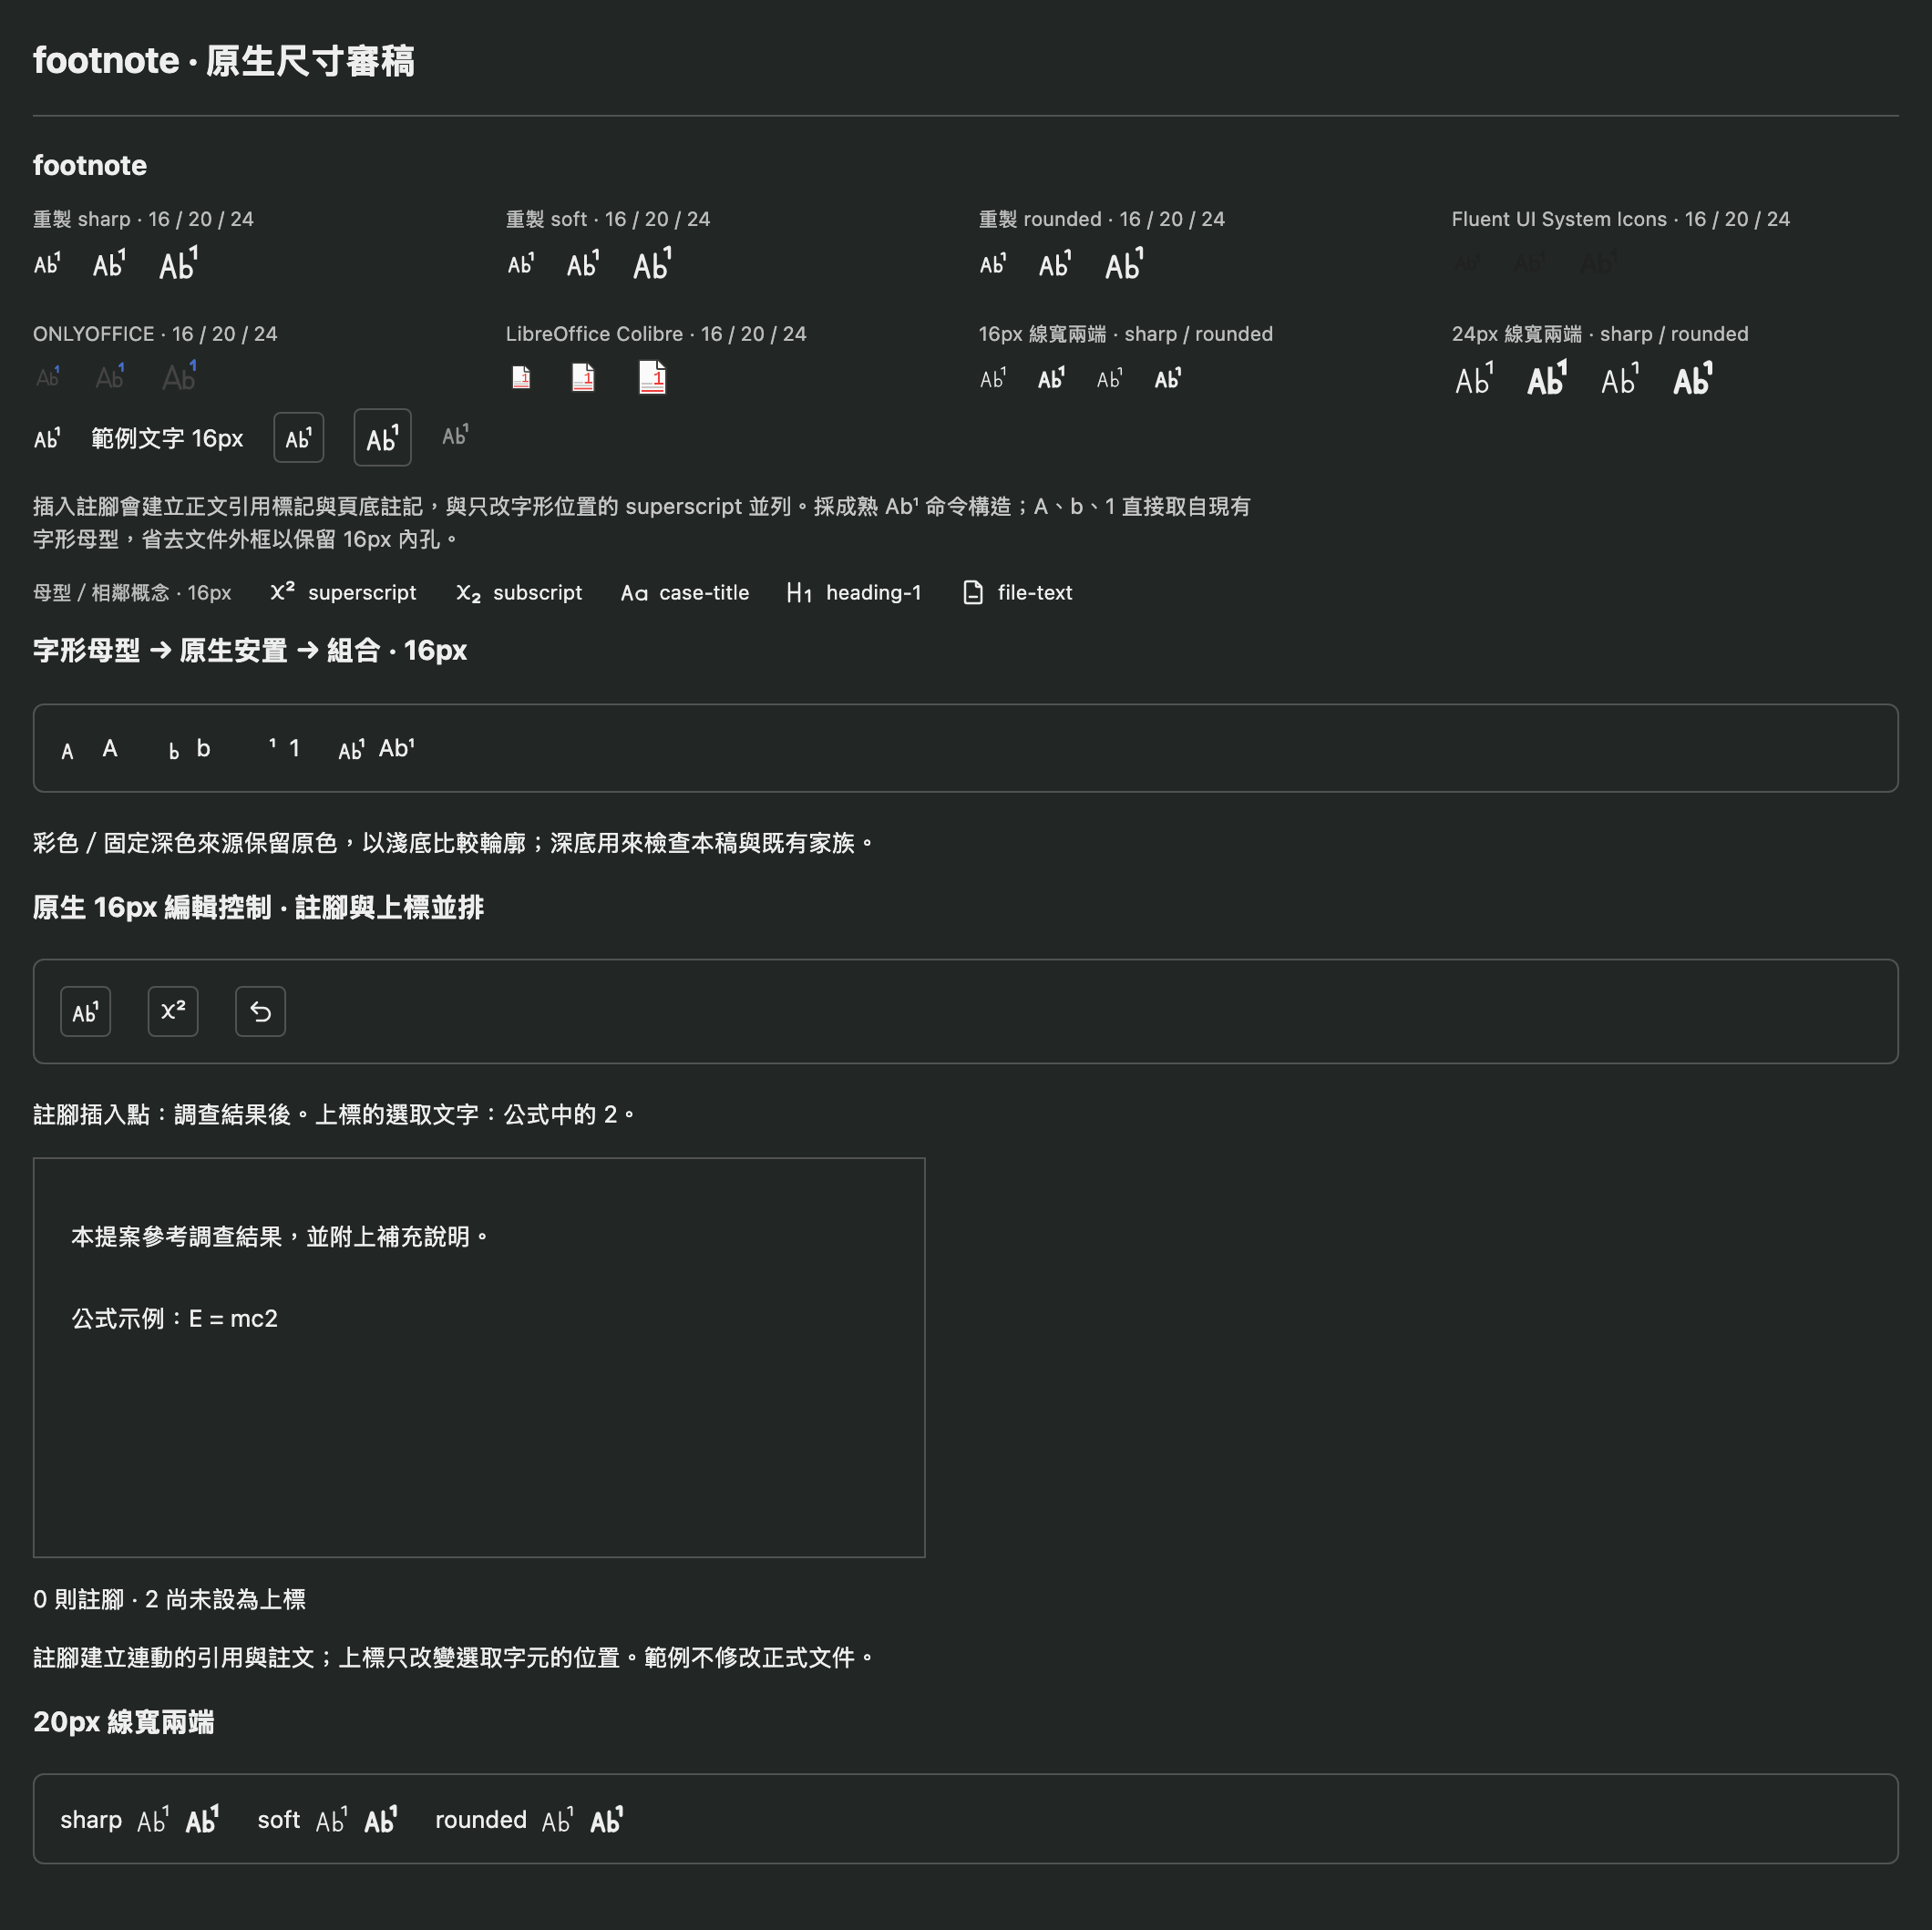 footnote · 原生尺寸審稿
footnote
重製 sharp · 16 / 20 / 24
Ab¹ Ab¹ Ab¹
重製 soft · 16 / 20 / 24
Ab¹ Ab¹ Ab¹
重製 rounded · 16 / 20 / 24
Ab¹ Ab¹ Ab¹
Fluent UI System Icons · 16 / 20 / 24
Ab¹ Ab¹ Ab¹
ONLYOFFICE · 16 / 20 / 24
Ab¹ Ab¹ Ab¹
LibreOffice Colibre · 16 / 20 / 24
1 1 1
16px 線寬兩端 · sharp / rounded
Ab¹ Ab¹ Ab¹ Ab¹
24px 線寬兩端 · sharp / rounded
Ab¹ Ab¹ Ab¹ Ab¹
Ab¹ 範例文字 16px Ab¹ Ab¹ Ab¹
插入註腳會建立正文引用標記與頁底註記，與只改字形位置的 superscript 並列。採成熟 Ab¹ 命令構造；A、b、1 直接取自現有
字形母型，省去文件外框以保留 16px 內孔。
母型 / 相鄰概念 · 16px x² superscript x₂ subscript Aa case-title H₁ heading-1 file-text
字形母型 → 原生安置 → 組合 · 16px
A A b b ¹ 1 Ab¹ Ab¹
彩色 / 固定深色來源保留原色，以淺底比較輪廓；深底用來檢查本稿與既有家族。
原生 16px 編輯控制 · 註腳與上標並排
Ab¹ x²
註腳插入點：調查結果後。上標的選取文字：公式中的 2。
本提案參考調查結果，並附上補充說明。
公式示例：E = mc2
0 則註腳 · 2 尚未設為上標
註腳建立連動的引用與註文；上標只改變選取字元的位置。範例不修改正式文件。
20px 線寬兩端
sharp Ab¹ Ab¹ soft Ab¹ Ab¹ rounded Ab¹ Ab¹